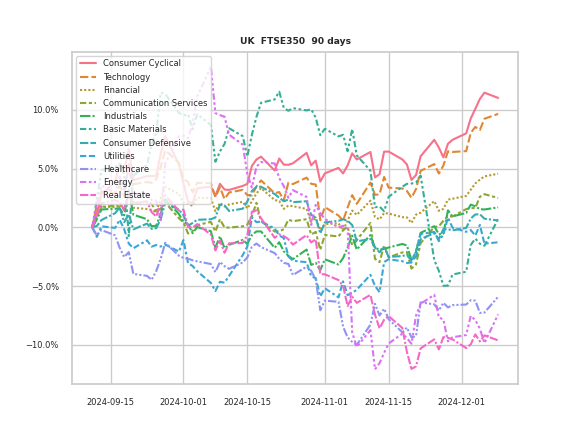 UK  FTSE350  90 days
Consumer Cyclical
Technology
Financial
Communication Services
Industrials
Basic Materials
Consumer Defensive
Utilities
Healthcare
Energy
Real Estate
10.0%
5.0%
0.0%
−5.0%
−10.0%
2024-09-15 2024-10-01 2024-10-15 2024-11-01 2024-11-15 2024-12-01